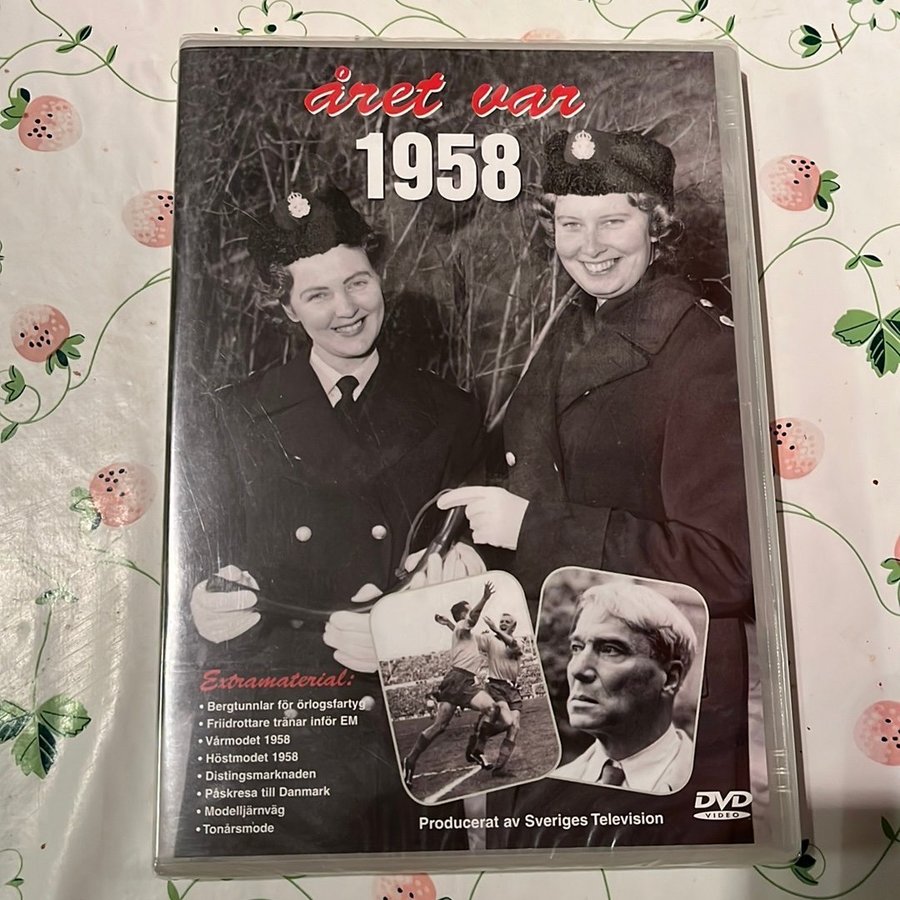 året var
1958
Extramaterial:
• Bergtunnlar för örlogsfartyg
• Friidrottare tränar inför EM
• Vårmodet 1958
• Höstmodet 1958
• Distingsmarknaden
• Påskresa till Danmark
• Modelljärnväg
• Tonårsmode
Producerat av Sveriges Television
DVD
VIDEO